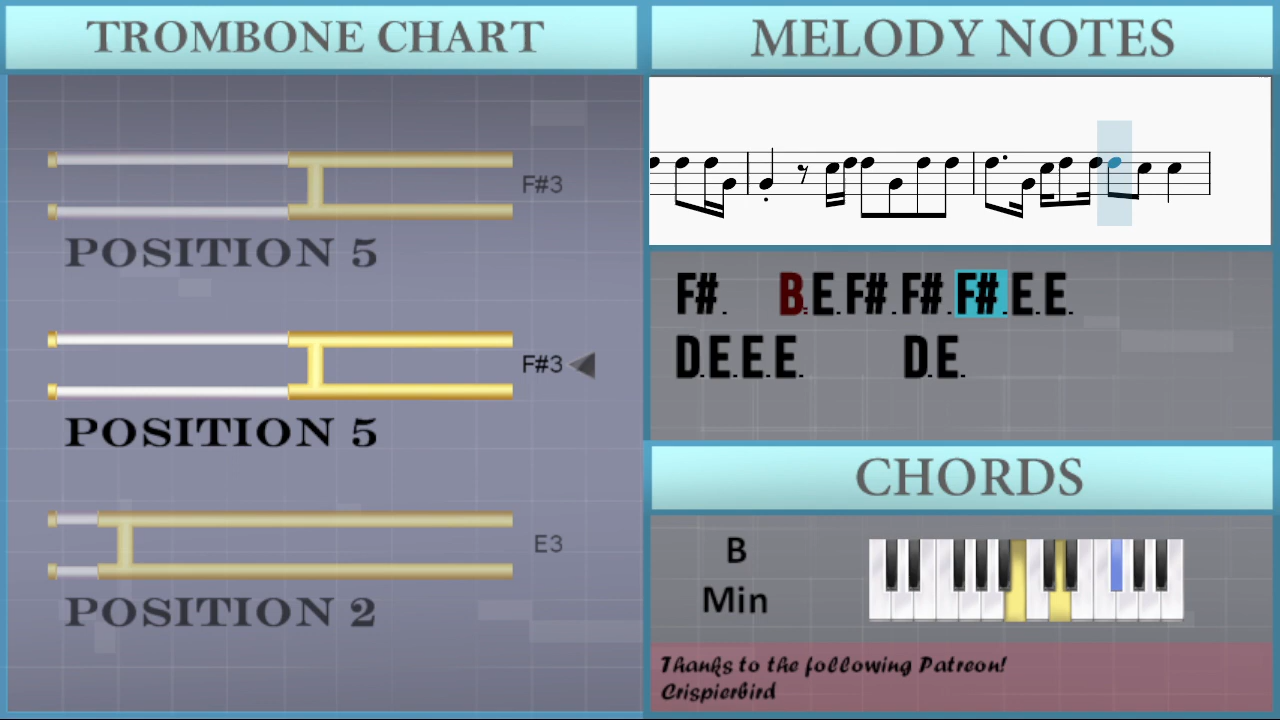 TROMBONE CHART
F#3
POSITION 5
F#3
POSITION 5
E3
POSITION 2
MELODY NOTES
F#. B:E.F#.F#.F#.E.E.
D.E.E.E. D.E.
CHORDS
B
Min
Thanks to the following Patreon!
Crispierbird